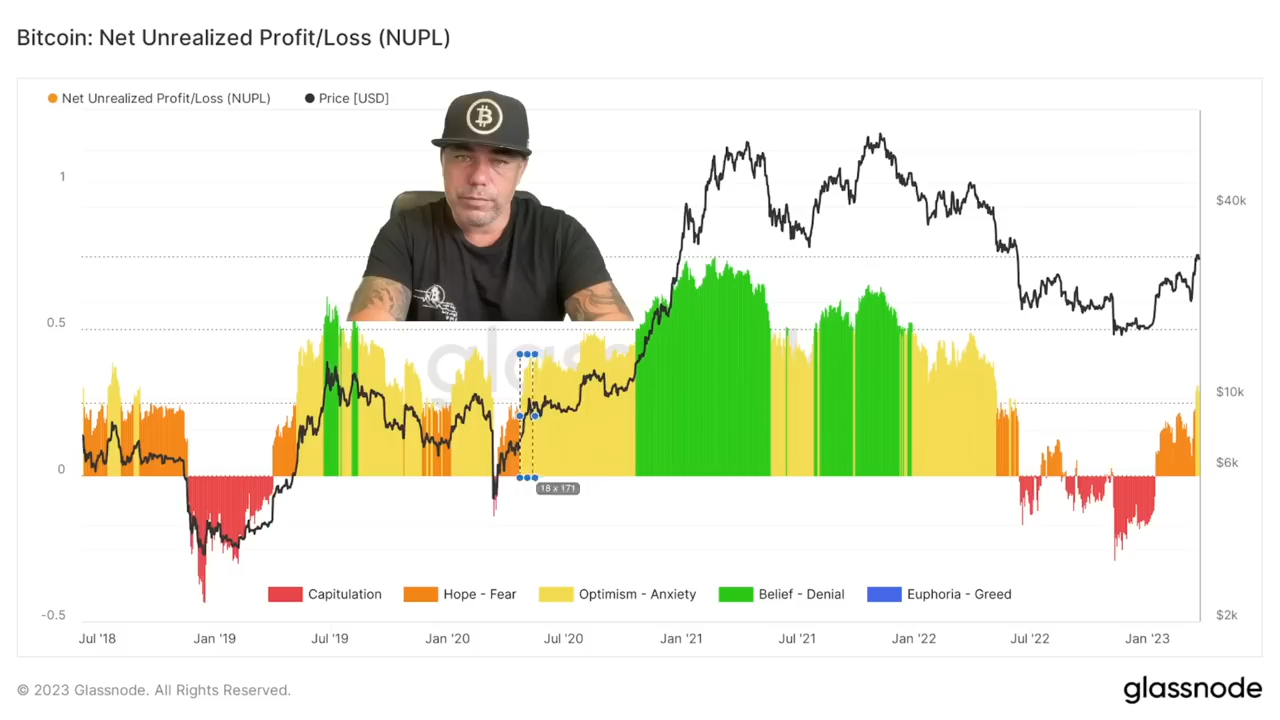 Bitcoin: Net Unrealized Profit/Loss (NUPL)
Net Unrealized Profit/Loss (NUPL) Price [USD]
1
0.5
0
-0.5
$40k
$10k
$6k
$2k
glassnode
18 x 171
Capitulation Hope - Fear Optimism - Anxiety Belief - Denial Euphoria - Greed
Jul '18 Jan '19 Jul '19 Jan '20 Jul '20 Jan '21 Jul '21 Jan '22 Jul '22 Jan '23
© 2023 Glassnode. All Rights Reserved.
glassnode